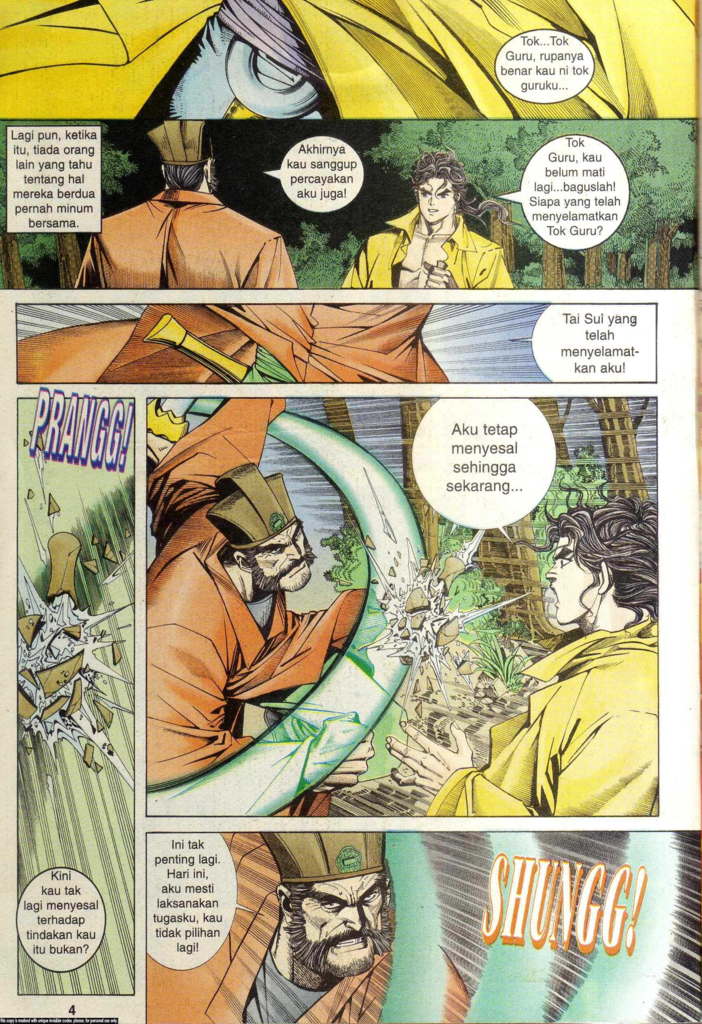 Tok...Tok
Guru, rupanya
benar kau ni tok
guruku...
Lagi pun, ketika
itu, tiada orang
lain yang tahu
tentang hal
mereka berdua
pernah minum
bersama.
Akhirnya
kau sanggup
percayakan
aku juga!
Tok
Guru, kau
belum mati
lagi...baguslah!
Siapa yang telah
menyelamatkan
Tok Guru?
Tai Sul yang
telah
menyelamat-
kan aku!
PRANGG!
Kini
kau tak
lagi menyesal
terhadap
tindakan kau
itu bukan?
Aku tetap
menyesal
sehingga
sekarang...
Ini tak
penting lagi.
Hari ini,
aku mesti
laksanakan
tugasku, kau
tidak pilihan
lagi!
SHUNGG!
4